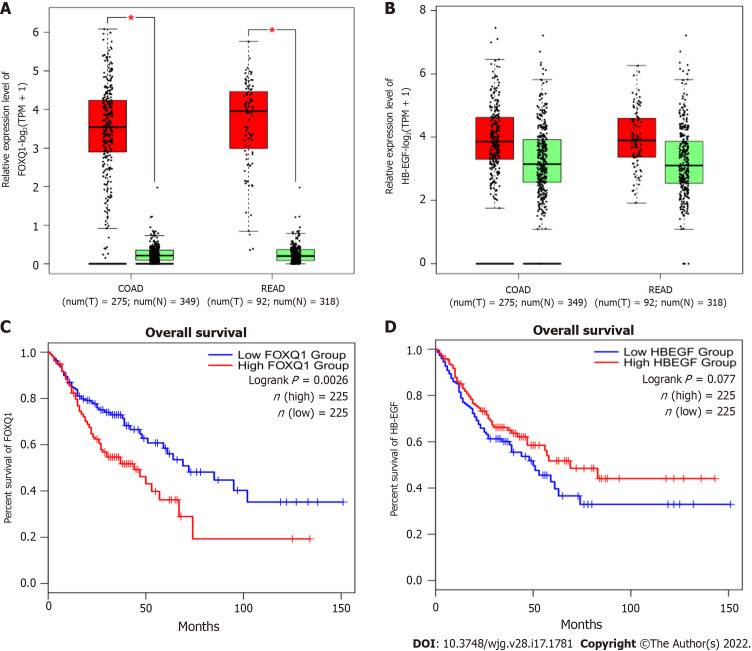 A
Relative expression level of
FOXQ1-log₂(TPM + 1)
6
5
4
3
2
1
0
*
*
COAD
READ
(num(T) = 275; num(N) = 349)
(num(T) = 92; num(N) = 318)
B
Relative expression level of
HB-EGF-log₂(TPM + 1)
8
6
4
2
0
COAD
READ
(num(T) = 275; num(N) = 349)
(num(T) = 92; num(N) = 318)
C
Overall survival
Low FOXQ1 Group
High FOXQ1 Group
Logrank P = 0.0026
n (high) = 225
n (low) = 225
Percent survival of FOXQ1
1.0
0.8
0.6
0.4
0.2
0.0
0
50
100
150
Months
D
Overall survival
Low HBEGF Group
High HBEGF Group
Logrank P = 0.077
n (high) = 225
n (low) = 225
Percent survival of HB-EGF
1.0
0.8
0.6
0.4
0.2
0.0
0
50
100
150
Months
DOI: 10.3748/wjg.v28.i17.1781 Copyright ©The Author(s) 2022.